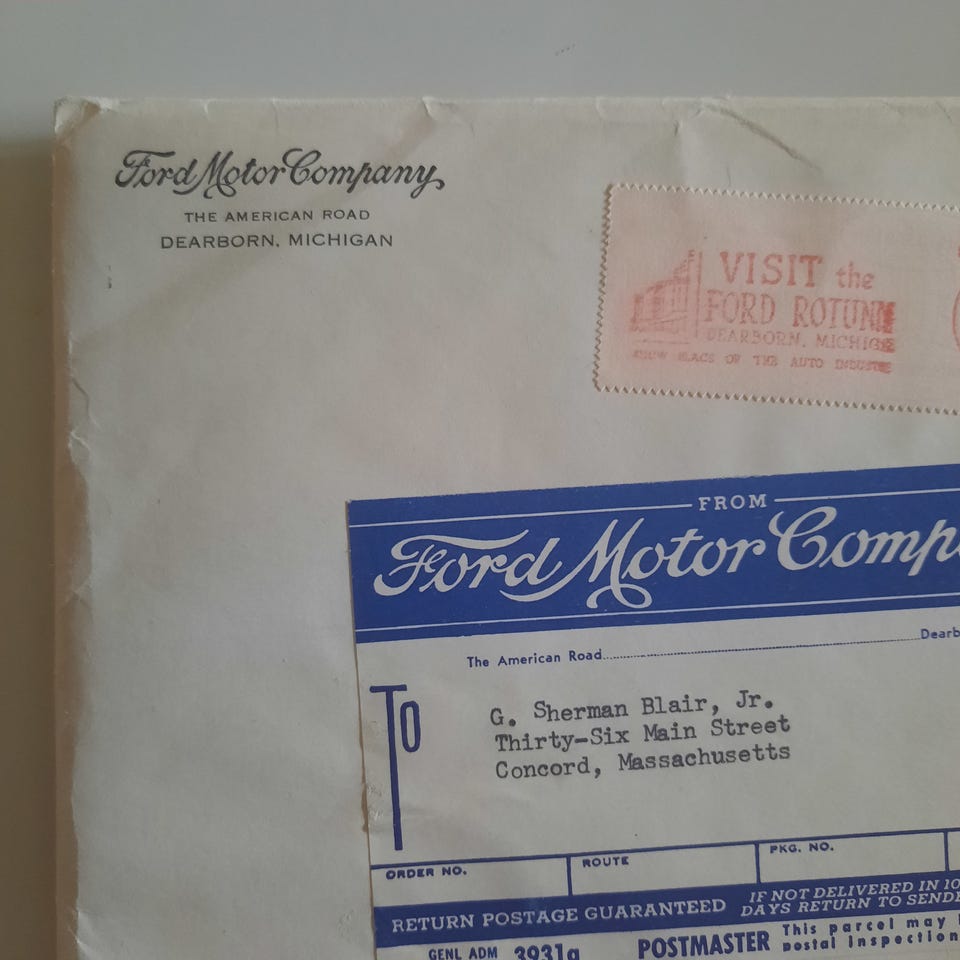 Ford Motor Company
THE AMERICAN ROAD
DEARBORN, MICHIGAN
VISIT the
FORD ROTUN
DEARBORN, MICHIG
OF THE AUTO
FROM
Ford Motor Comp
The American Road Dearb
TO
G. Sherman Blair, Jr.
Thirty-Six Main Street
Concord, Massachusetts
ORDER NO. ROUTE PKG. NO.
RETURN POSTAGE GUARANTEED
IF NOT DELIVERED IN 10
DAYS RETURN TO SENDE
GENL ADM 3931a
POSTMASTER
This parcel may
postal inspection